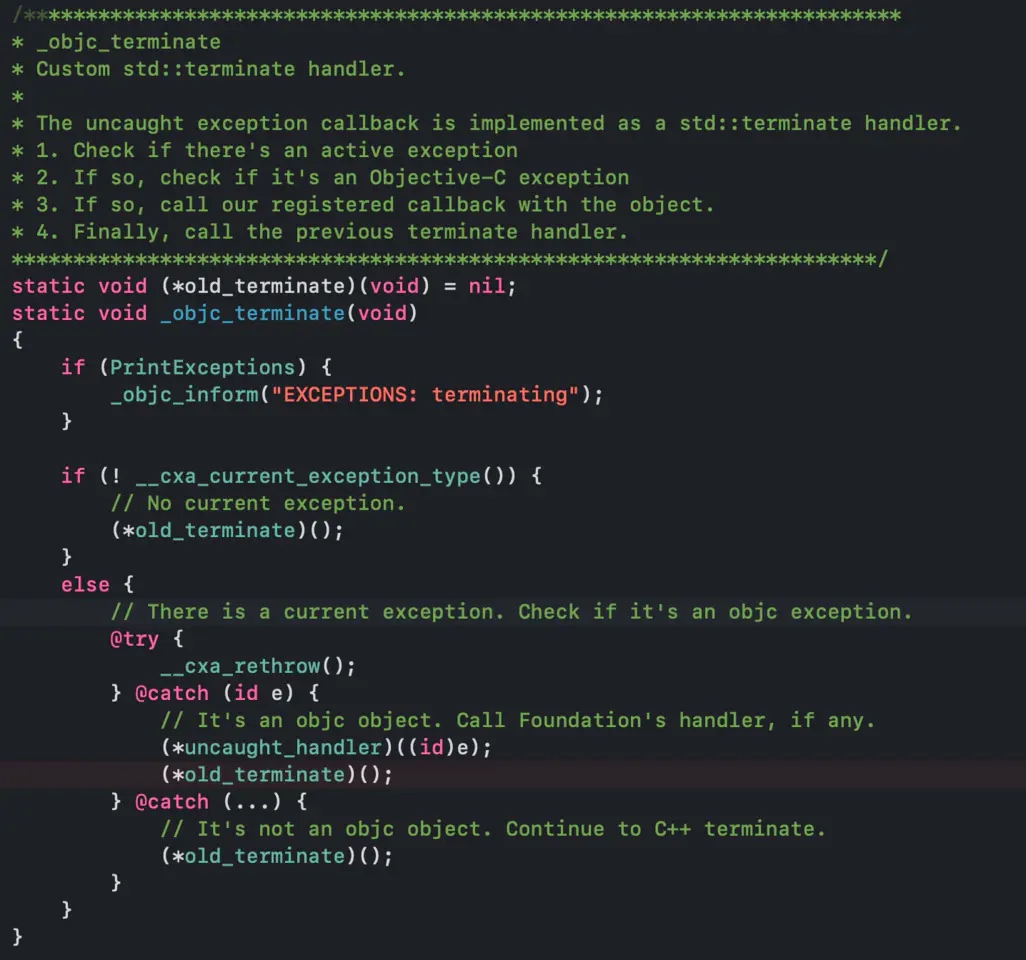 /***********************************************************************
* _objc_terminate
* Custom std::terminate handler.
*
* The uncaught exception callback is implemented as a std::terminate handler.
* 1. Check if there's an active exception
* 2. If so, check if it's an Objective-C exception
* 3. If so, call our registered callback with the object.
* 4. Finally, call the previous terminate handler.
**********************************************************************/
static void (*old_terminate)(void) = nil;
static void _objc_terminate(void)
{
    if (PrintExceptions) {
        _objc_inform("EXCEPTIONS: terminating");
    }

    if (! __cxa_current_exception_type()) {
        // No current exception.
        (*old_terminate)();
    }
    else {
        // There is a current exception. Check if it's an objc exception.
        @try {
            __cxa_rethrow();
        } @catch (id e) {
            // It's an objc object. Call Foundation's handler, if any.
            (*uncaught_handler)((id)e);
            (*old_terminate)();
        } @catch (...) {
            // It's not an objc object. Continue to C++ terminate.
            (*old_terminate)();
        }
    }
}